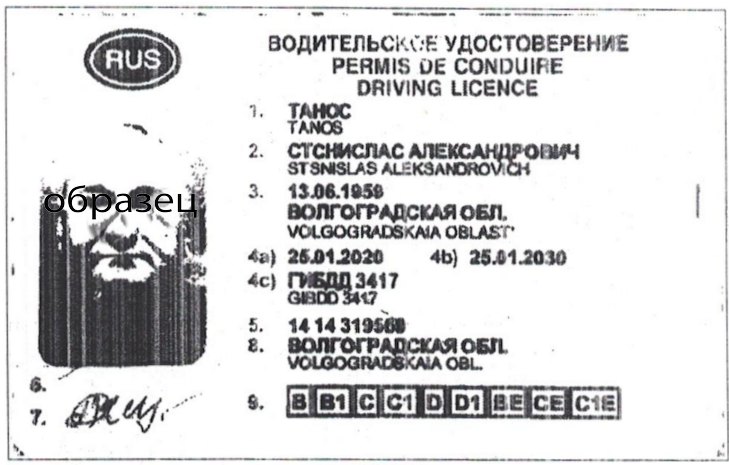 RUS
ВОДИТЕЛЬСКОЕ УДОСТОВЕРЕНИЕ
PERMIS DE CONDUIRE
DRIVING LICENCE
1. ТАНОС
TANOS
2. СТСНИСЛАС АЛЕКСАНДРОВИЧ
STSNISLAS ALEKSANDROVICH
3. 13.06.1959
ВОЛГОГРАДСКАЯ ОБЛ.
VOLGOGRADSKAIA OBLAST'
4a) 25.01.2020 4b) 25.01.2030
4c) ГИБДД 3417
GIBDD 3417
5. 14 14
8. ВОЛГОГРАДСКАЯ ОБЛ.
VOLGOGRADSKAIA OBL.
9. B B1 C C1 D D1 BE CE C1E
образец
6.
7.